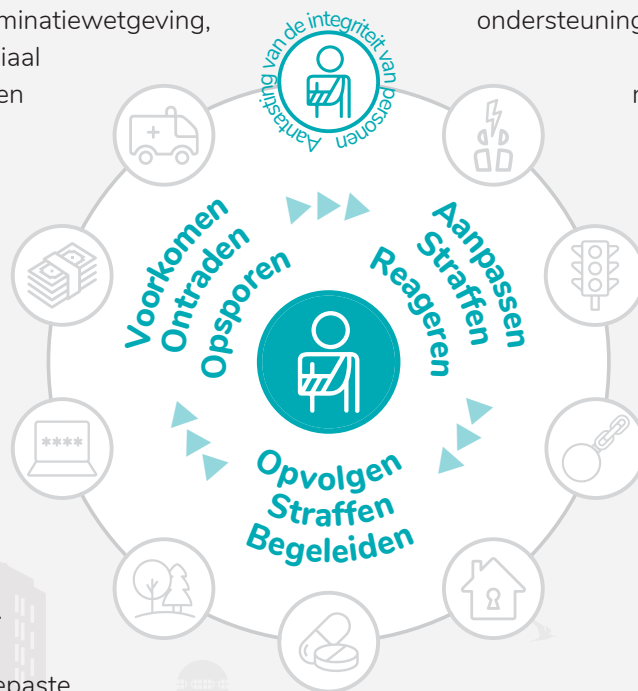 minatiewetgeving,
iaal
en
ondersteuning
Aantasting van de integriteit van personen
Voorkomen
Ontraden
Opsporen
Aanpassen
Straffen
Reageren
****
Opvolgen
Straffen
Begeleiden
epaste